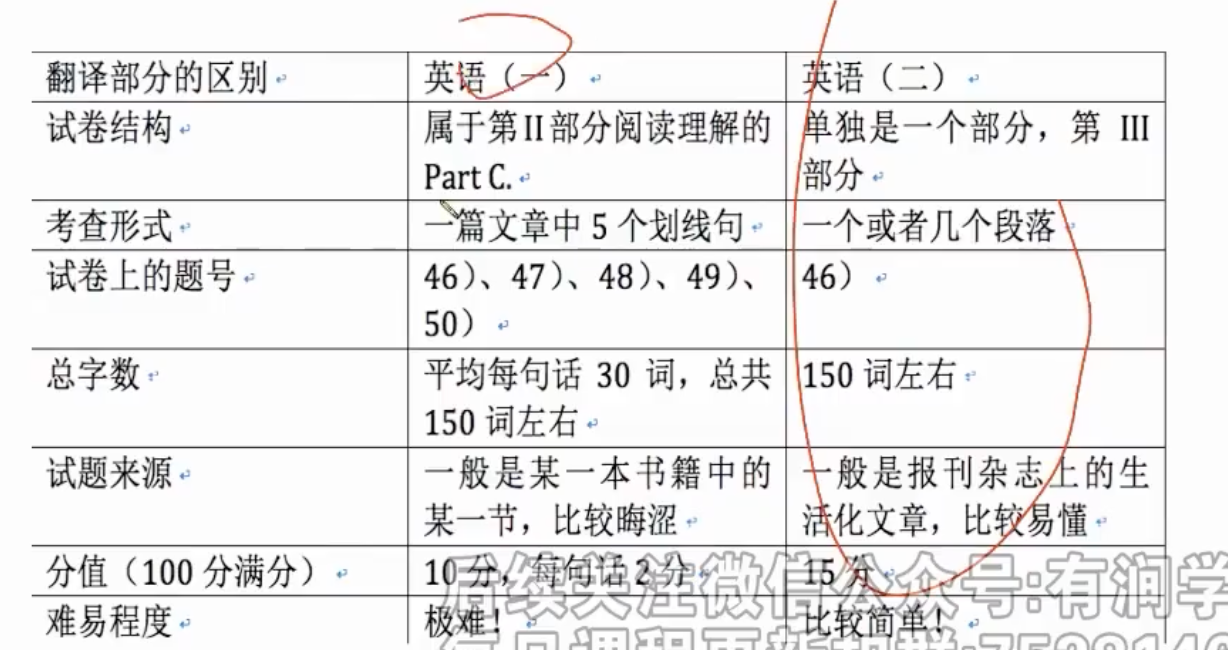 翻译部分的区别 英语（一） 英语（二）
试卷结构 属于第II部分阅读理解的 单独是一个部分，第 III
Part C. 部分
考查形式 一篇文章中 5 个划线句 一个或者几个段落
试卷上的题号 46）、47）、48）、49）、 46）
50）
总字数 平均每句话 30 词，总共 150 词左右
150 词左右
试题来源 一般是某一本书籍中的 一般是报刊杂志上的生
某一节，比较晦涩 活化文章，比较易懂
分值（100 分满分） 10 分，每句话 2 分 15 分
后续关注微信公众号:有润学
难易程度 极难！ 比较简单！